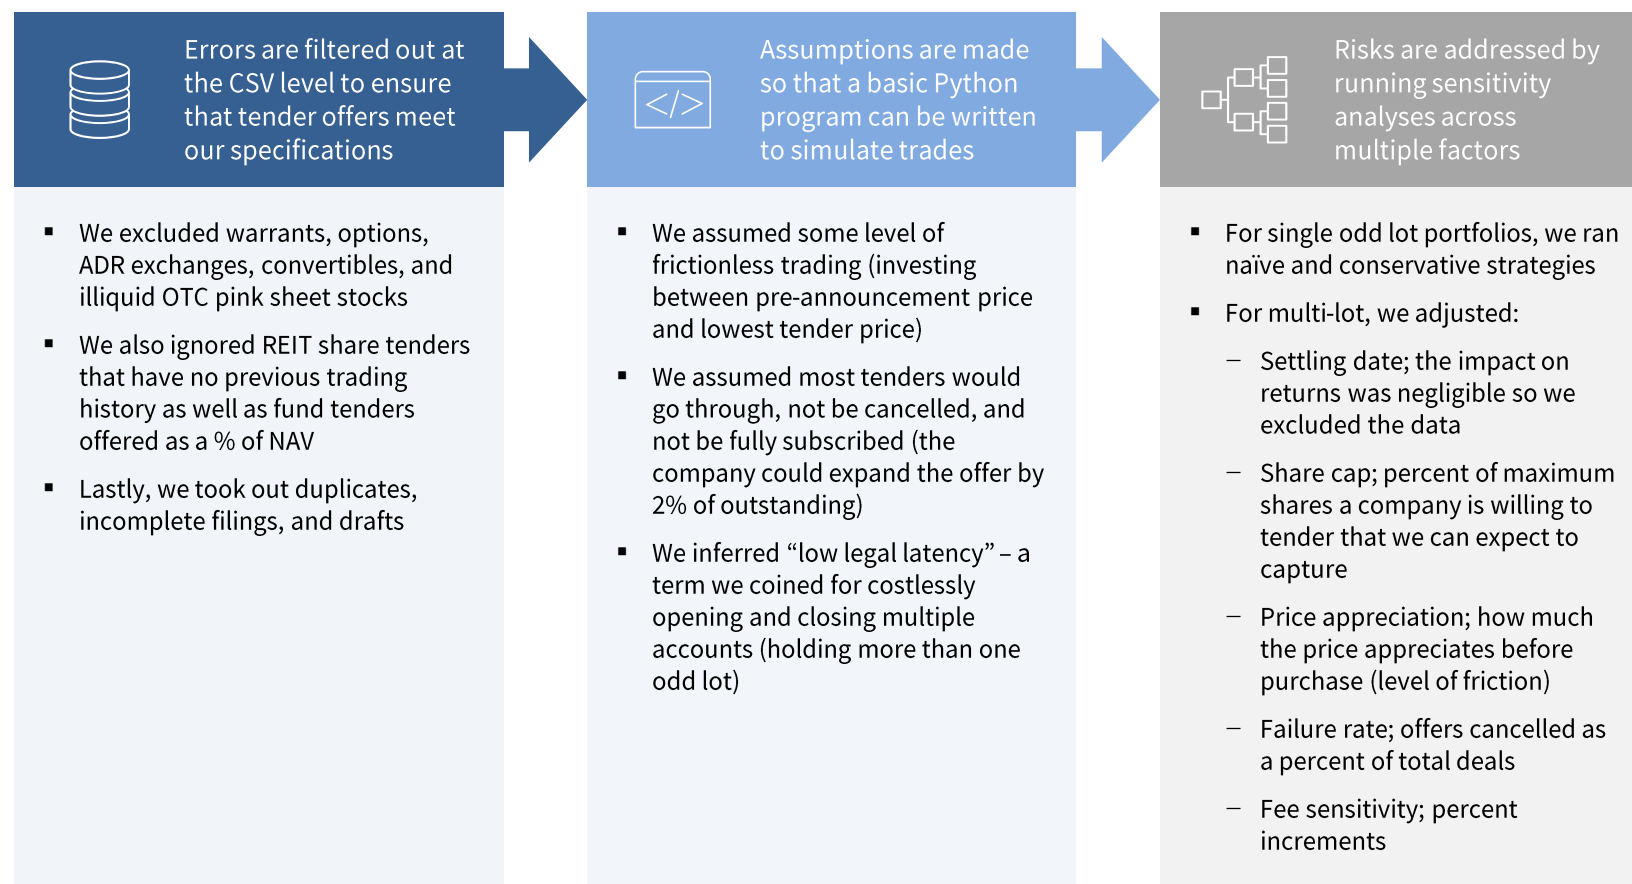 Errors are filtered out at
the CSV level to ensure
that tender offers meet
our specifications
</>
Assumptions are made
so that a basic Python
program can be written
to simulate trades
Risks are addressed by
running sensitivity
analyses across
multiple factors
▪ We excluded warrants, options,
ADR exchanges, convertibles, and
illiquid OTC pink sheet stocks
▪ We also ignored REIT share tenders
that have no previous trading
history as well as fund tenders
offered as a % of NAV
▪ Lastly, we took out duplicates,
incomplete filings, and drafts
▪ We assumed some level of
frictionless trading (investing
between pre-announcement price
and lowest tender price)
▪ We assumed most tenders would
go through, not be cancelled, and
not be fully subscribed (the
company could expand the offer by
2% of outstanding)
▪ We inferred “low legal latency” – a
term we coined for costlessly
opening and closing multiple
accounts (holding more than one
odd lot)
▪ For single odd lot portfolios, we ran
naïve and conservative strategies
▪ For multi-lot, we adjusted:
– Settling date; the impact on
returns was negligible so we
excluded the data
– Share cap; percent of maximum
shares a company is willing to
tender that we can expect to
capture
– Price appreciation; how much
the price appreciates before
purchase (level of friction)
– Failure rate; offers cancelled as
a percent of total deals
– Fee sensitivity; percent
increments